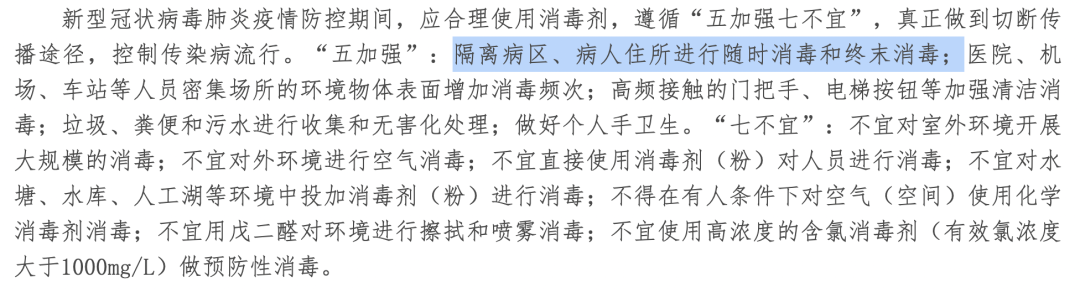 新型冠状病毒肺炎疫情防控期间，应合理使用消毒剂，遵循“五加强七不宜”，真正做到切断传
播途径，控制传染病流行。“五加强”：隔离病区、病人住所进行随时消毒和终末消毒；医院、机
场、车站等人员密集场所的环境物体表面增加消毒频次；高频接触的门把手、电梯按钮等加强清洁消
毒；垃圾、粪便和污水进行收集和无害化处理；做好个人手卫生。“七不宜”：不宜对室外环境开展
大规模的消毒；不宜对外环境进行空气消毒；不宜直接使用消毒剂（粉）对人员进行消毒；不宜对水
塘、水库、人工湖等环境中投加消毒剂（粉）进行消毒；不得在有人条件下对空气（空间）使用化学
消毒剂消毒；不宜用戊二醛对环境进行擦拭和喷雾消毒；不宜使用高浓度的含氯消毒剂（有效氯浓度
大于1000mg/L）做预防性消毒。